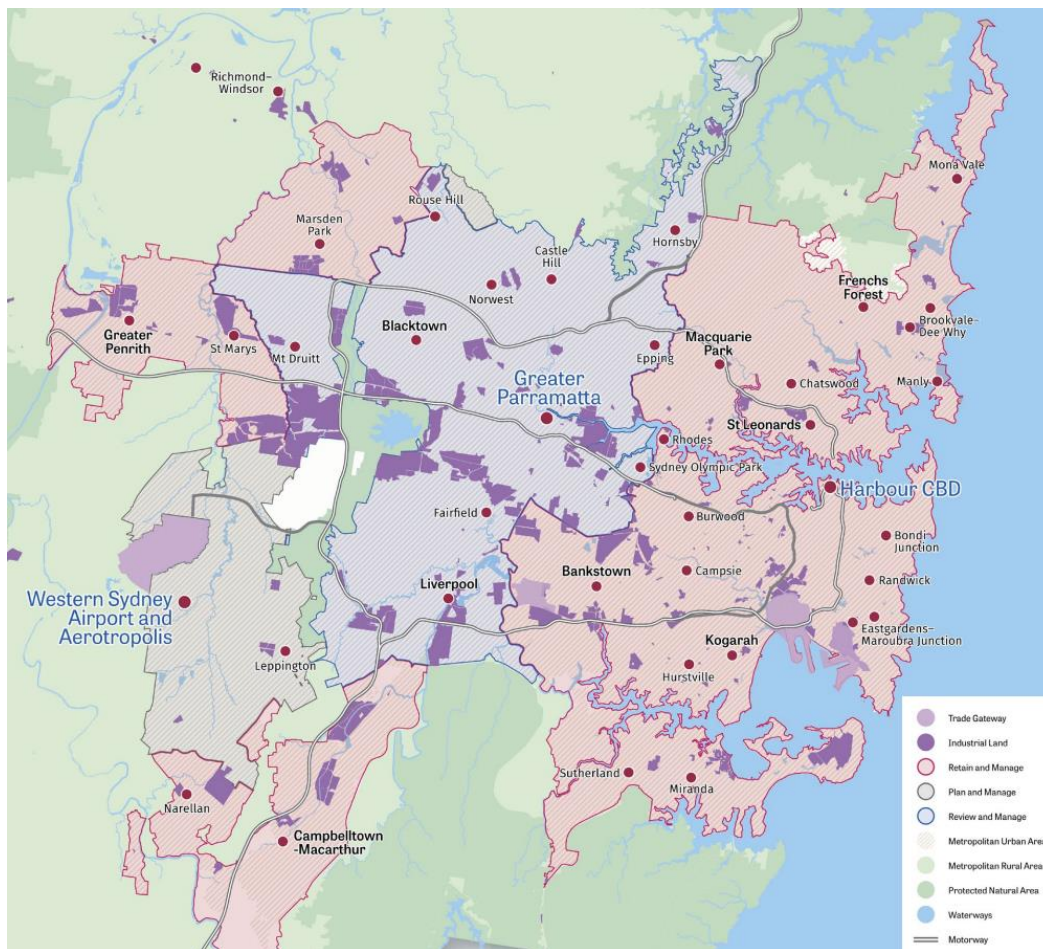 Richmond–
Windsor
Mona Vale
Rouse Hill
Marsden
Park
Hornsby
Castle
Hill
Norwest
Frenchs
Forest
Greater
Penrith
St Marys
Mt Druitt
Blacktown
Epping
Macquarie
Park
Brookvale–
Dee Why
Chatswood
Manly
Greater
Parramatta
St Leonards
Rhodes
Sydney Olympic Park
Harbour CBD
Fairfield
Burwood
Bondi
Junction
Bankstown
Campsie
Randwick
Liverpool
Western Sydney
Airport and
Aerotropolis
Eastgardens–
Maroubra Junction
Kogarah
Leppington
Hurstville
Sutherland
Miranda
Narellan
Campbelltown
-Macarthur
Trade Gateway
Industrial Land
Retain and Manage
Plan and Manage
Review and Manage
Metropolitan Urban Area
Metropolitan Rural Area
Protected Natural Area
Waterways
Motorway